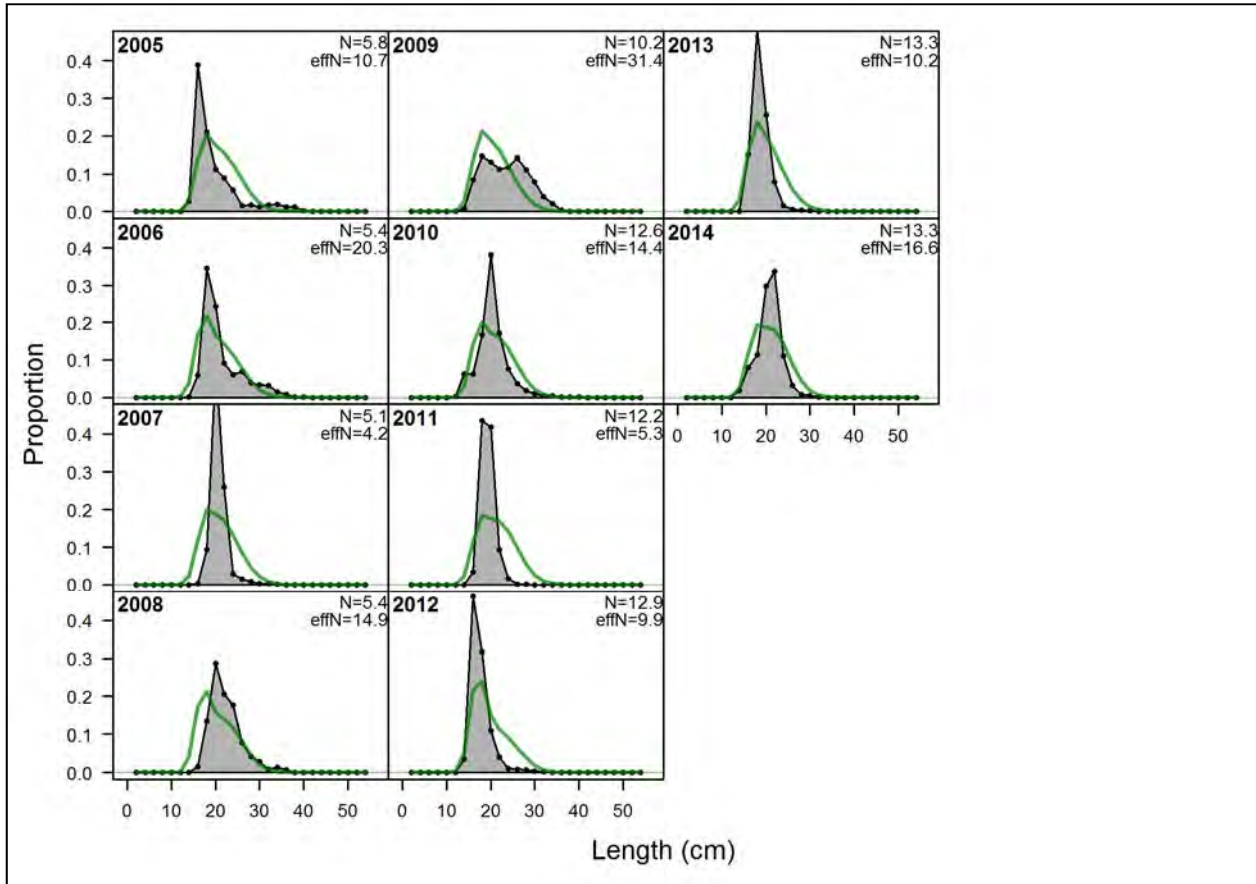 2005 N=5.8 2009 N=10.2 2013 N=13.3
effN=10.7 effN=31.4 effN=10.2
0.4
0.3
0.2
0.1
0.0
2006 N=5.4 2010 N=12.6 2014 N=13.3
effN=20.3 effN=14.4 effN=16.6
0.4
0.3
0.2
0.1
0.0
0 10 20 30 40 50
2007 N=5.1 2011 N=12.2
effN=4.2 effN=5.3
0.4
0.3
0.2
0.1
0.0
2008 N=5.4 2012 N=12.9
effN=14.9 effN=9.9
0.4
0.3
0.2
0.1
0.0
0 10 20 30 40 50 0 10 20 30 40 50
Proportion
Length (cm)